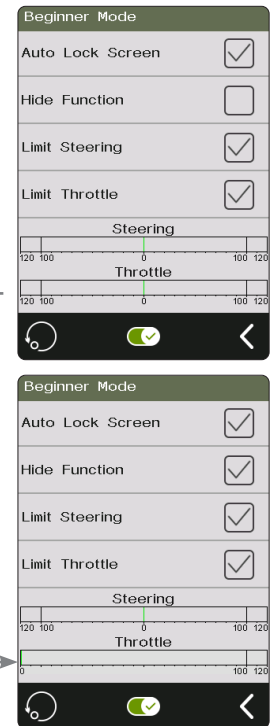 Beginner Mode
Auto Lock Screen
Hide Function
Limit Steering
Limit Throttle
Steering
120 100 0 100 120
Throttle
120 100 0 100 120
Beginner Mode
Auto Lock Screen
Hide Function
Limit Steering
Limit Throttle
Steering
120 100 0 100 120
Throttle
0 100 120